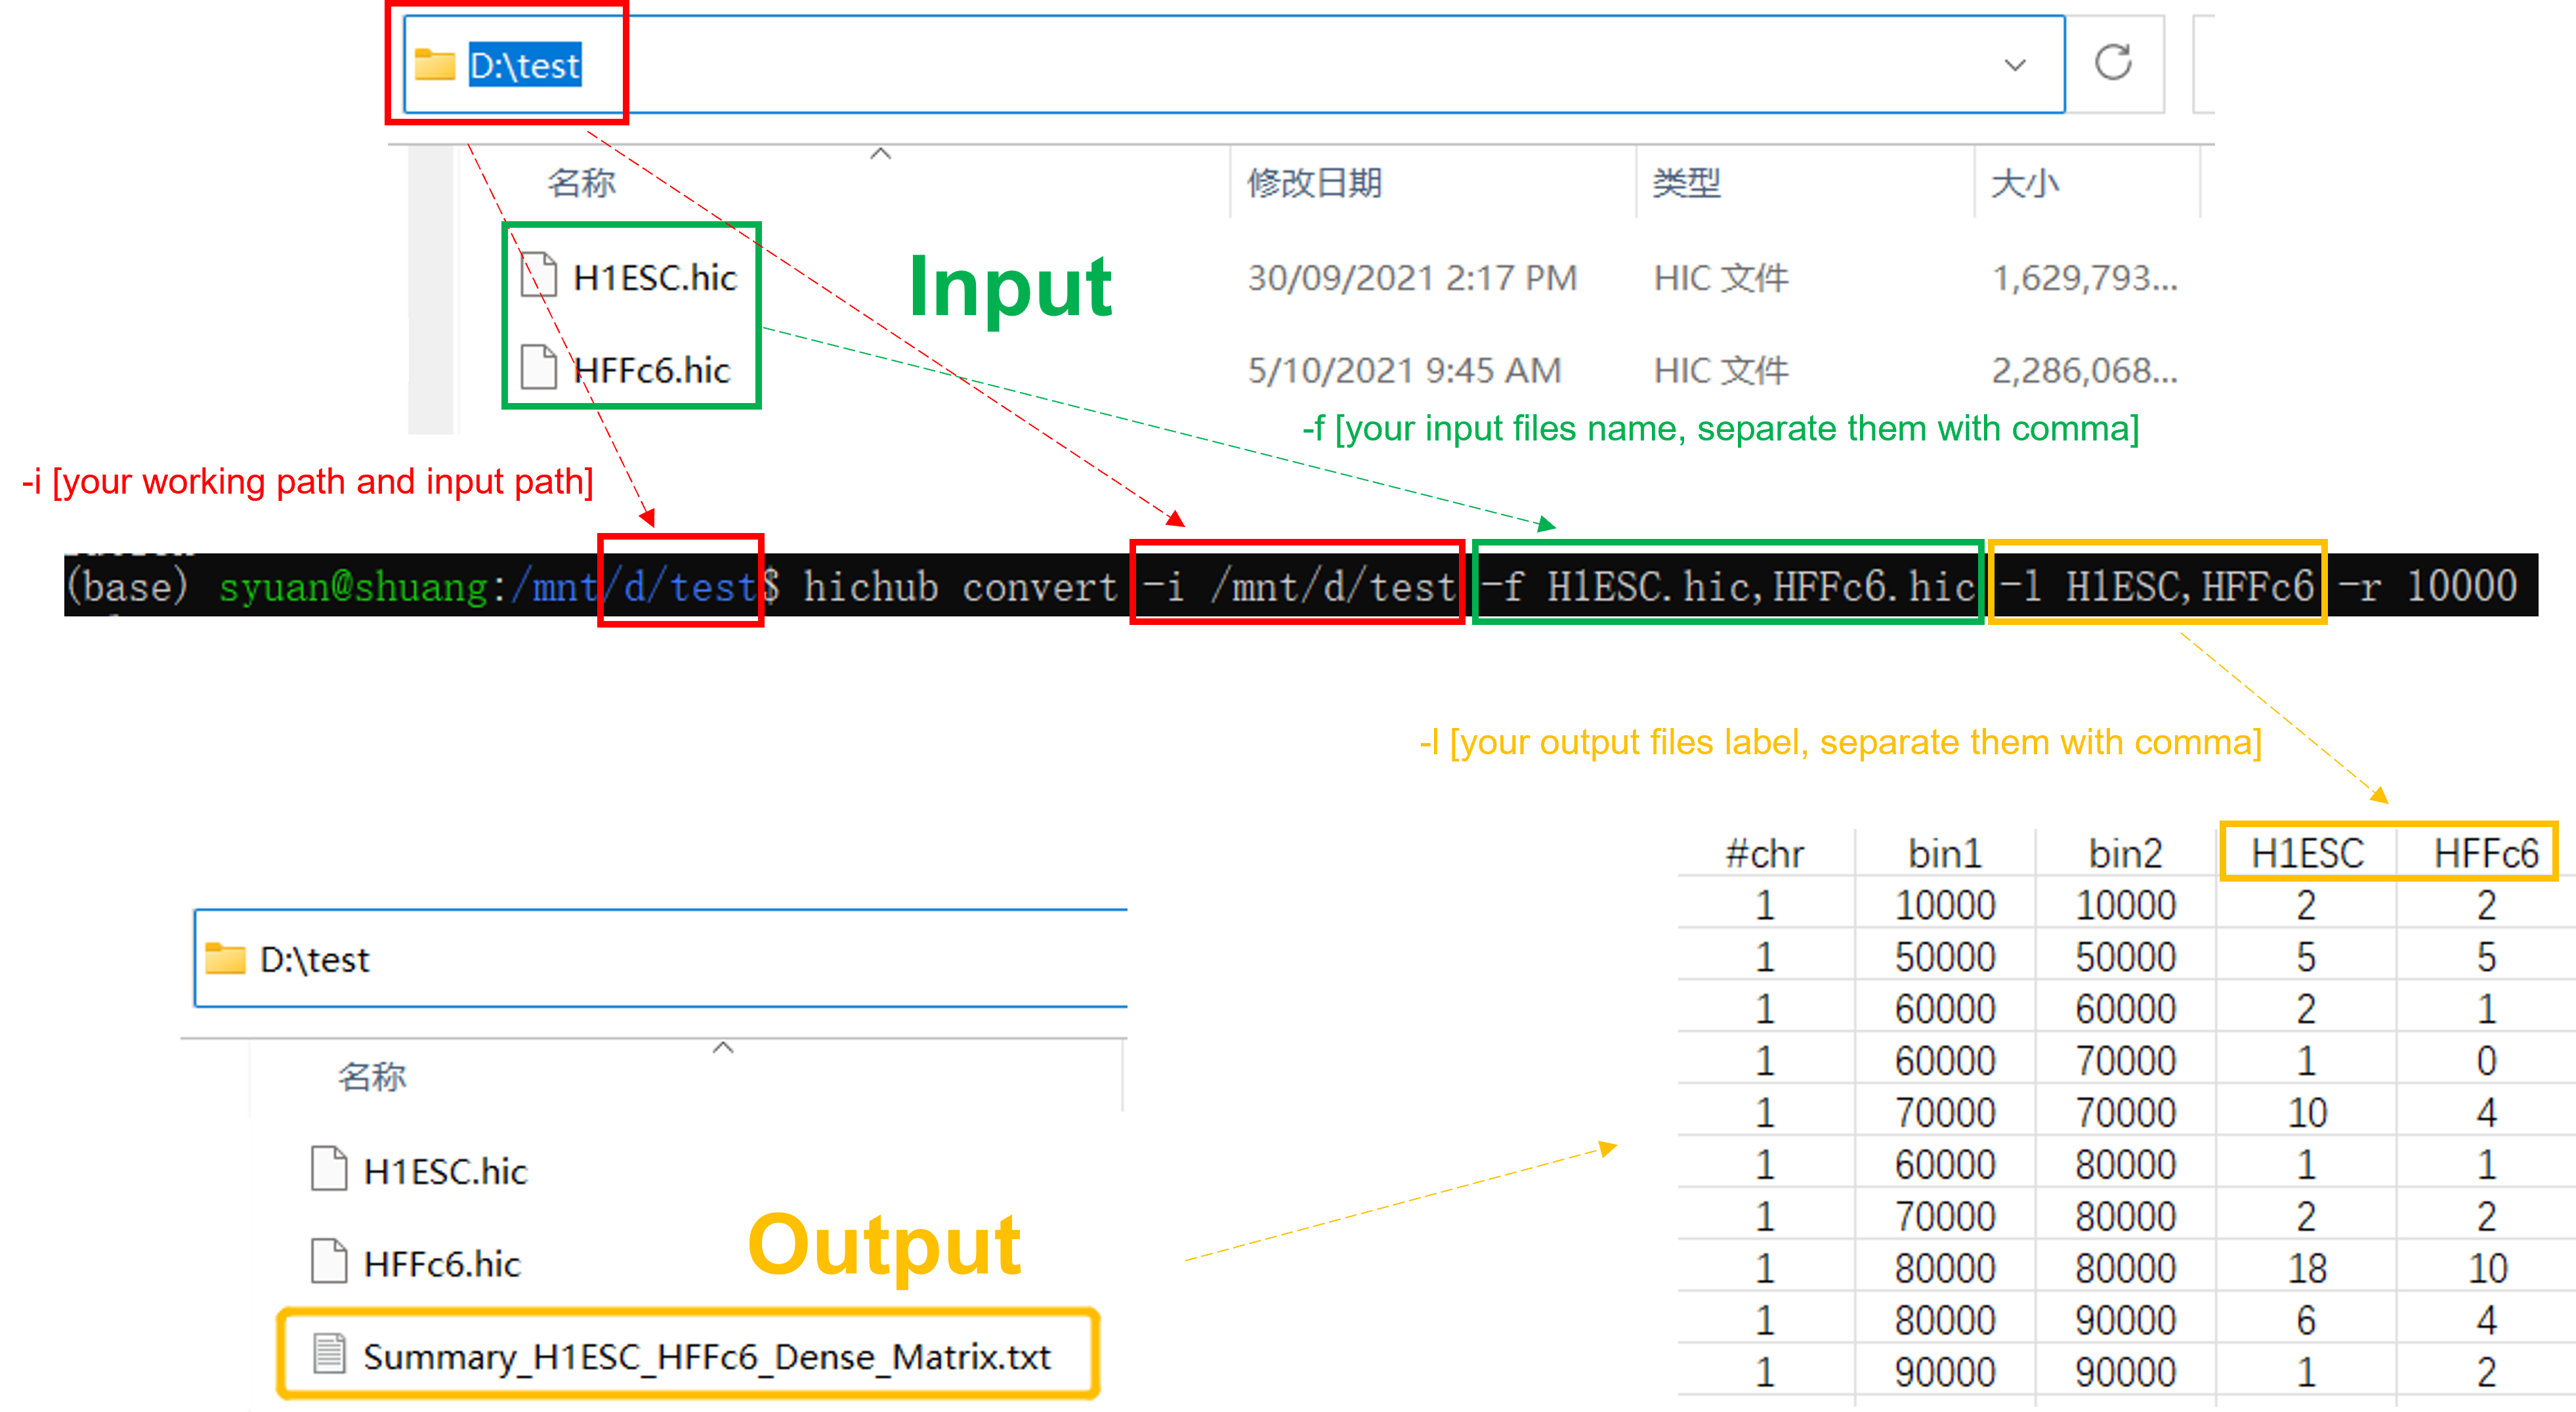 D:\test
名称 修改日期 类型 大小
H1ESC.hic 30/09/2021 2:17 PM HIC 文件 1,629,793...
Input
HFFc6.hic 5/10/2021 9:45 AM HIC 文件 2,286,068...
-f [your input files name, separate them with comma]
-i [your working path and input path]
(base) syuan@shuang:/mnt/d/test$ hichub convert -i /mnt/d/test -f H1ESC.hic,HFFc6.hic -l H1ESC,HFFc6 -r 10000
-l [your output files label, separate them with comma]
D:\test
名称
H1ESC.hic
HFFc6.hic
Output
Summary_H1ESC_HFFc6_Dense_Matrix.txt
#chr bin1 bin2 H1ESC HFFc6
1 10000 10000 2 2
1 50000 50000 5 5
1 60000 60000 2 1
1 60000 70000 1 0
1 70000 70000 10 4
1 60000 80000 1 1
1 70000 80000 2 2
1 80000 80000 18 10
1 80000 90000 6 4
1 90000 90000 1 2